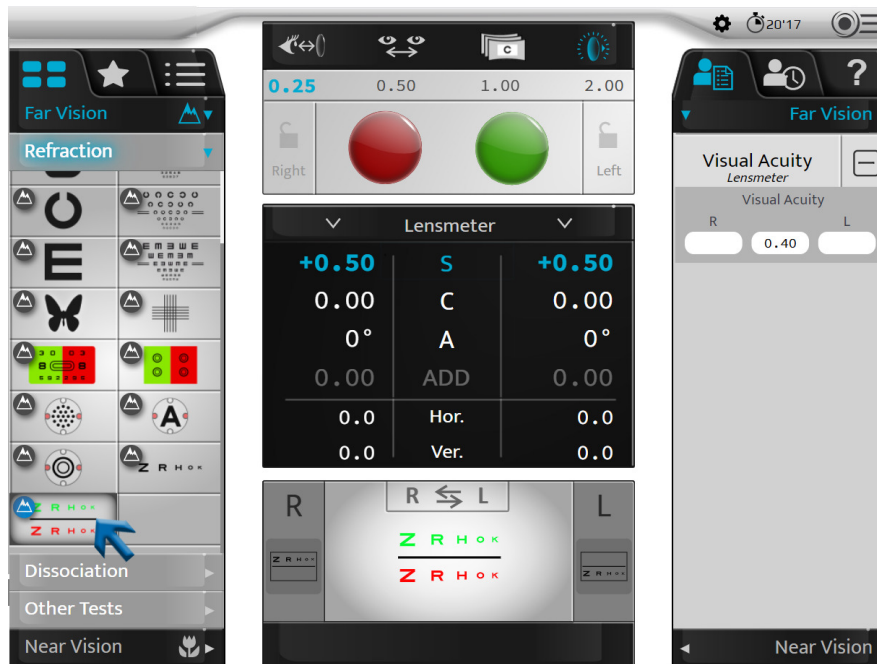 20'17
Far Vision
Refraction
Z R H O K
Z R H O K
Z R H O K
Dissociation
Other Tests
Near Vision
C
0.25 0.50 1.00 2.00
Right Left
Lensmeter
+0.50 S +0.50
0.00 C 0.00
0° A 0°
0.00 ADD 0.00
0.0 Hor. 0.0
0.0 Ver. 0.0
R R L L
Z R H O K
Z R H O K
?
Far Vision
Visual Acuity
Lensmeter
Visual Acuity
R L
0.40
Near Vision